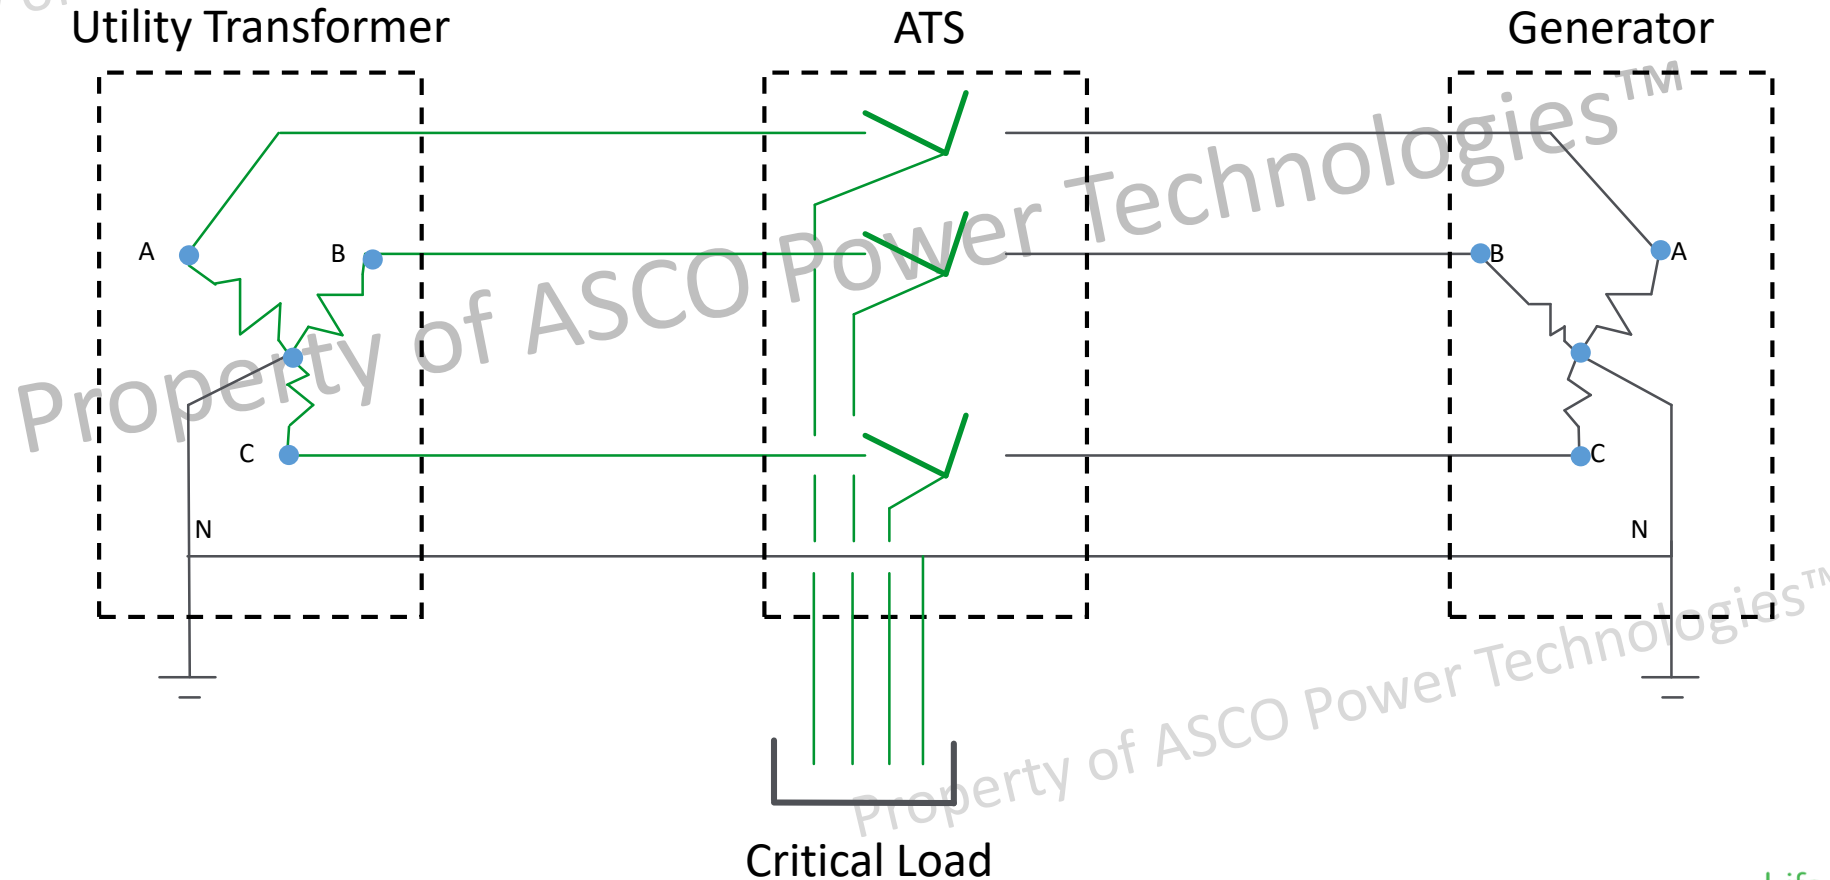 Utility Transformer
ATS
Generator
A
B
B
A
C
C
N
N
Property of ASCO Power Technologies™
Property of ASCO Power Technologies™
Critical Load